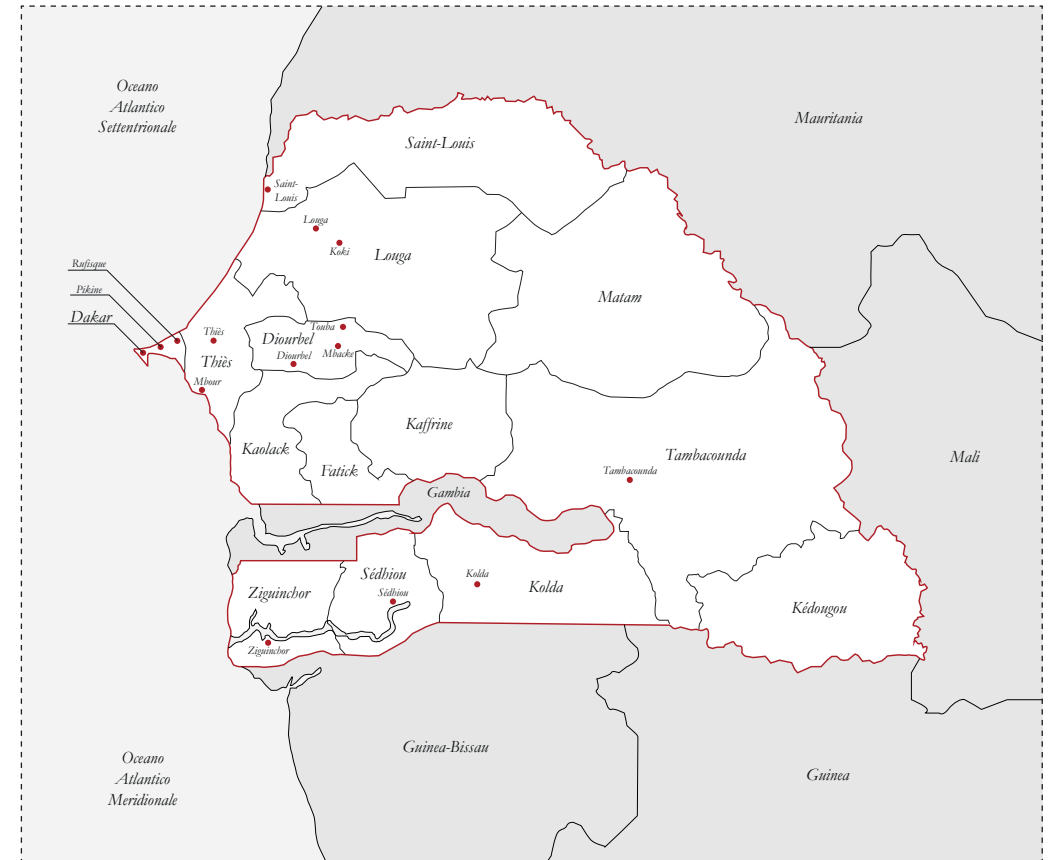 Oceano
Atlantico
Settentrionale
Mauritania
Saint-Louis
Saint-
Louis
Louga
Koki
Louga
Matam
Rufisque
Pikine
Dakar
Thiès
Thiès
Mbour
Touba
Diourbel
Mbacke
Diourbel
Kaolack
Fatick
Kaffrine
Tambacounda
Tambacounda
Mali
Gambia
Ziguinchor
Sédhiou
Sédhiou
Kolda
Kolda
Kédougou
Ziguinchor
Guinea-Bissau
Guinea
Oceano
Atlantico
Meridionale